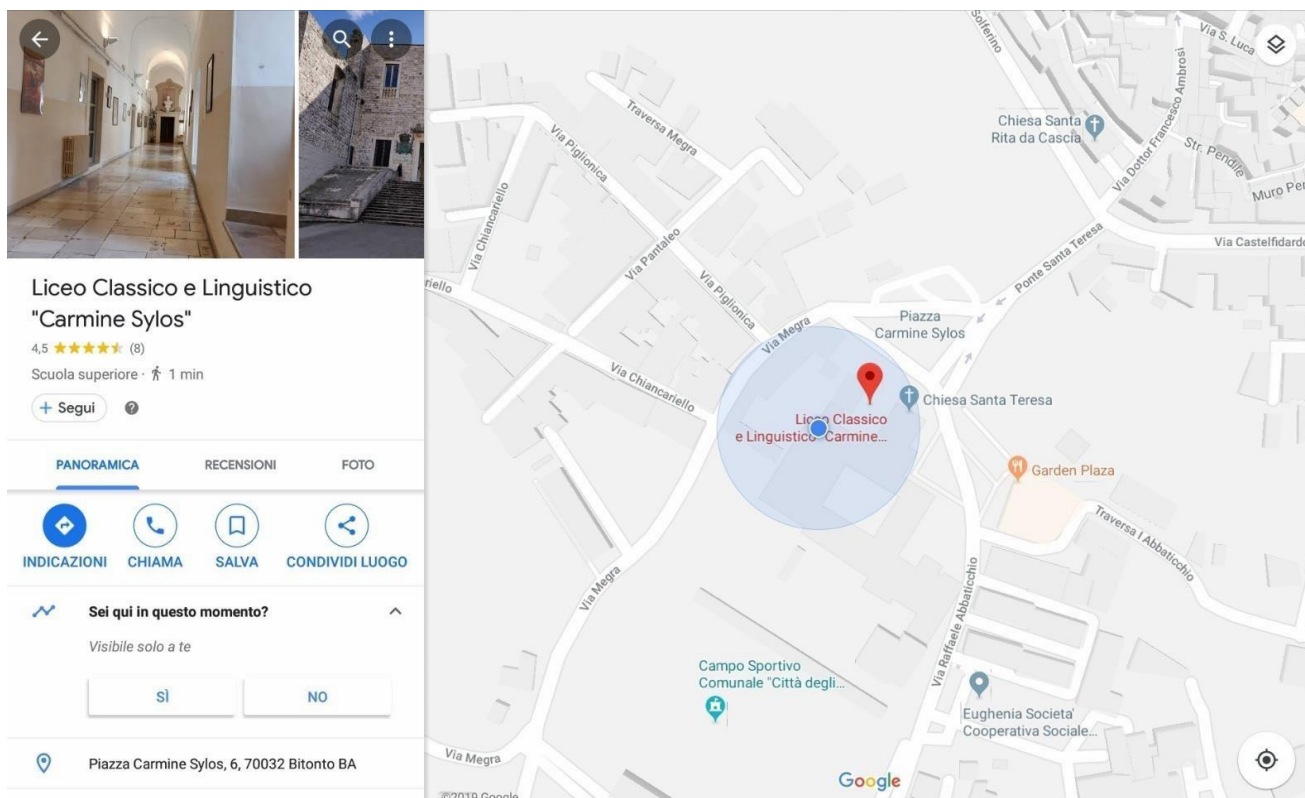 Liceo Classico e Linguistico
"Carmine Sylos"
4,5 (8)
Scuola superiore · 1 min
+ Segui
PANORAMICA
RECENSIONI
FOTO
INDICAZIONI
CHIAMA
SALVA
CONDIVIDI LUOGO
Sei qui in questo momento?
Visibile solo a te
SÌ
NO
Piazza Carmine Sylos, 6, 70032 Bitonto BA
Solferino
Via S. Luca
Traversa Megra
Chiesa Santa
Rita da Cascia
Via Dottor Francesco Ambrosi
Str. Pendile
Muro Per
Via Piglionica
Via Chiancariello
Via Pantaleo
Via Castelfidardo
Ponte Santa Teresa
riello
Via Piglionica
Piazza
Carmine Sylos
Via Megra
Via Chiancariello
Chiesa Santa Teresa
Liceo Classico
e Linguistico "Carmine...
Garden Plaza
Traversa I Abbaticchio
Via Megra
Via Raffaele Abbaticchio
Campo Sportivo
Comunale "Città degli...
Eughenia Societa'
Cooperativa Sociale...
Via Megra
Google
©2019 Google